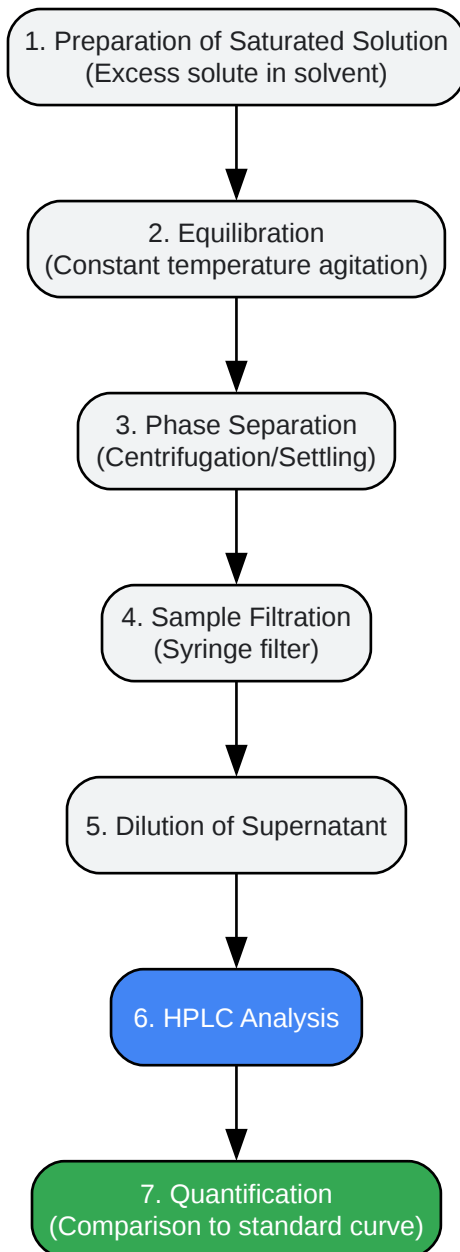 1. Preparation of Saturated Solution
(Excess solute in solvent)
2. Equilibration
(Constant temperature agitation)
3. Phase Separation
(Centrifugation/Settling)
4. Sample Filtration
(Syringe filter)
5. Dilution of Supernatant
6. HPLC Analysis
7. Quantification
(Comparison to standard curve)